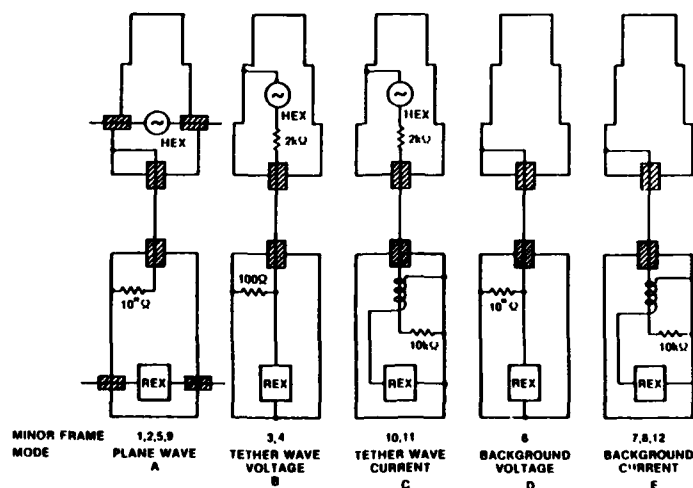 HEX
HEX
2kΩ
HEX
2kΩ
100Ω
10ⁿ Ω
10ⁿ Ω
10kΩ
10kΩ
REX
REX
REX
REX
REX
MINOR FRAME 1,2,5,9 3,4 10,11 6 7,8,12
MODE PLANE WAVE TETHER WAVE TETHER WAVE BACKGROUND BACKGROUND
A VOLTAGE CURRENT VOLTAGE CURRENT
B C D E